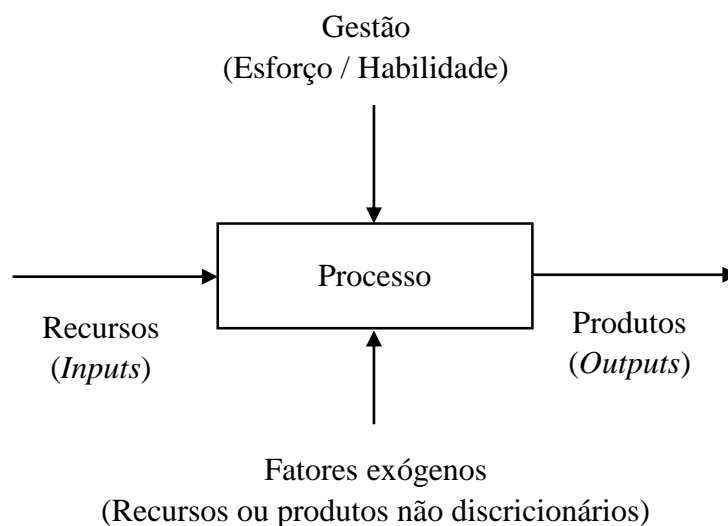 Gestão
(Esforço / Habilidade)
Processo
Recursos
(Inputs)
Produtos
(Outputs)
Fatores exógenos
(Recursos ou produtos não discricionários)